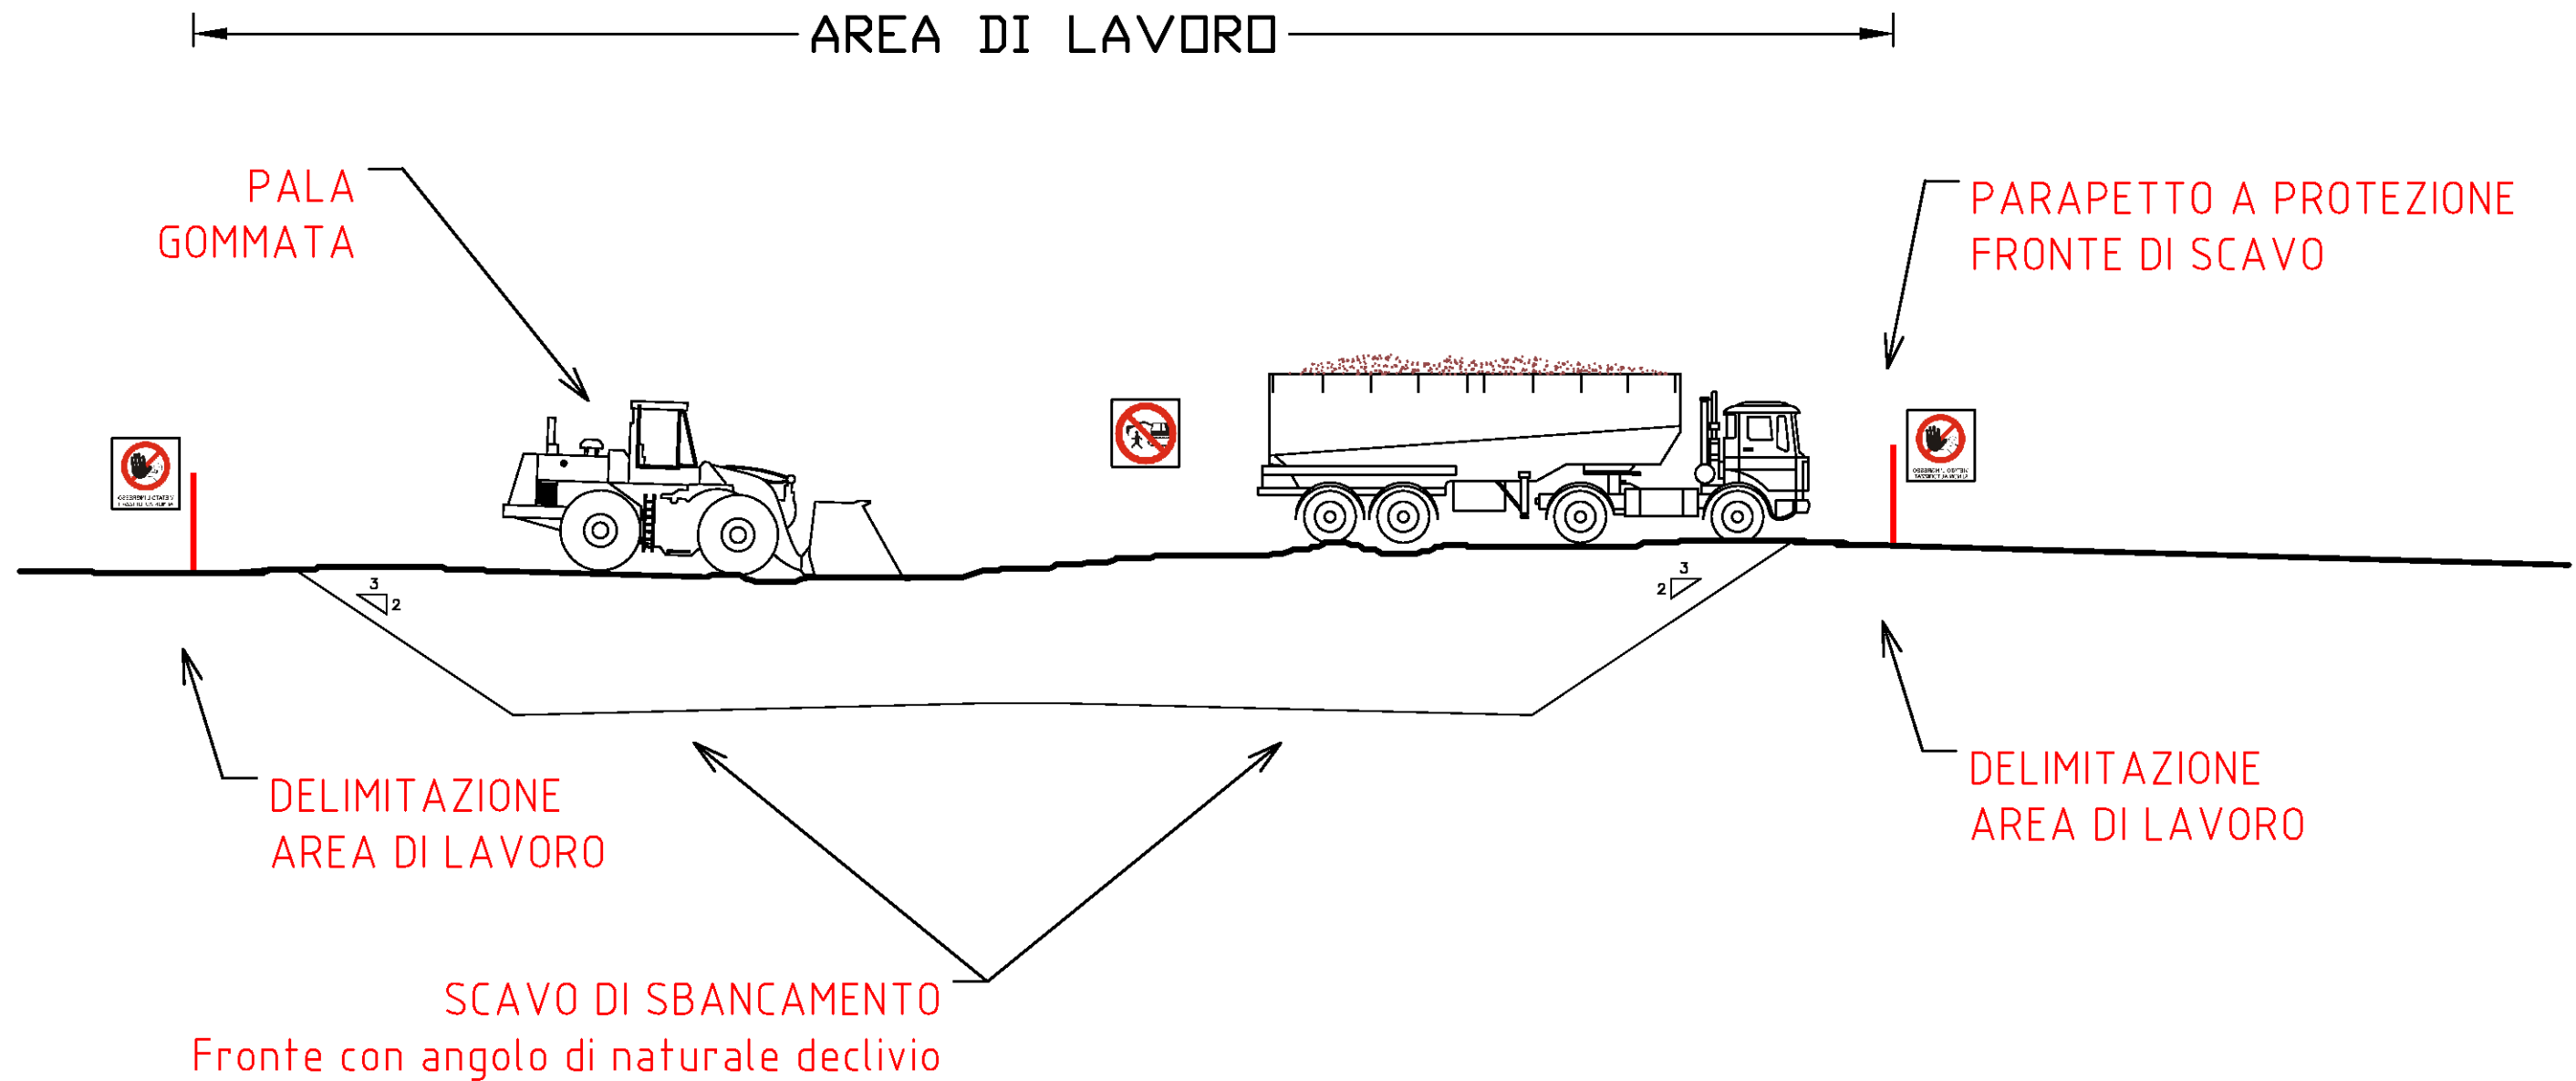 AREA DI LAVORO
PALA
GOMMATA
PARAPETTO A PROTEZIONE
FRONTE DI SCAVO
3
2
3
2
DELIMITAZIONE
AREA DI LAVORO
DELIMITAZIONE
AREA DI LAVORO
SCAVO DI SBANCAMENTO
Fronte con angolo di naturale declivio